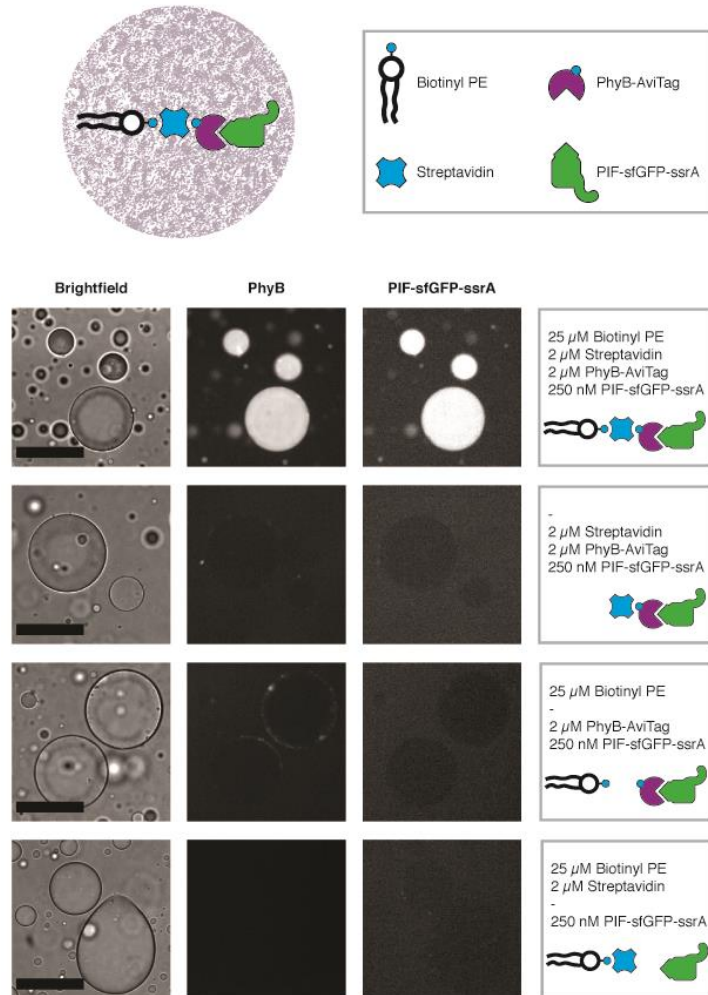 Biotinyl PE
PhyB-AviTag
Streptavidin
PIF-sfGFP-ssrA
Brightfield
PhyB
PIF-sfGFP-ssrA
25 µM Biotinyl PE
2 µM Streptavidin
2 µM PhyB-AviTag
250 nM PIF-sfGFP-ssrA
-
2 µM Streptavidin
2 µM PhyB-AviTag
250 nM PIF-sfGFP-ssrA
25 µM Biotinyl PE
-
2 µM PhyB-AviTag
250 nM PIF-sfGFP-ssrA
25 µM Biotinyl PE
2 µM Streptavidin
-
250 nM PIF-sfGFP-ssrA